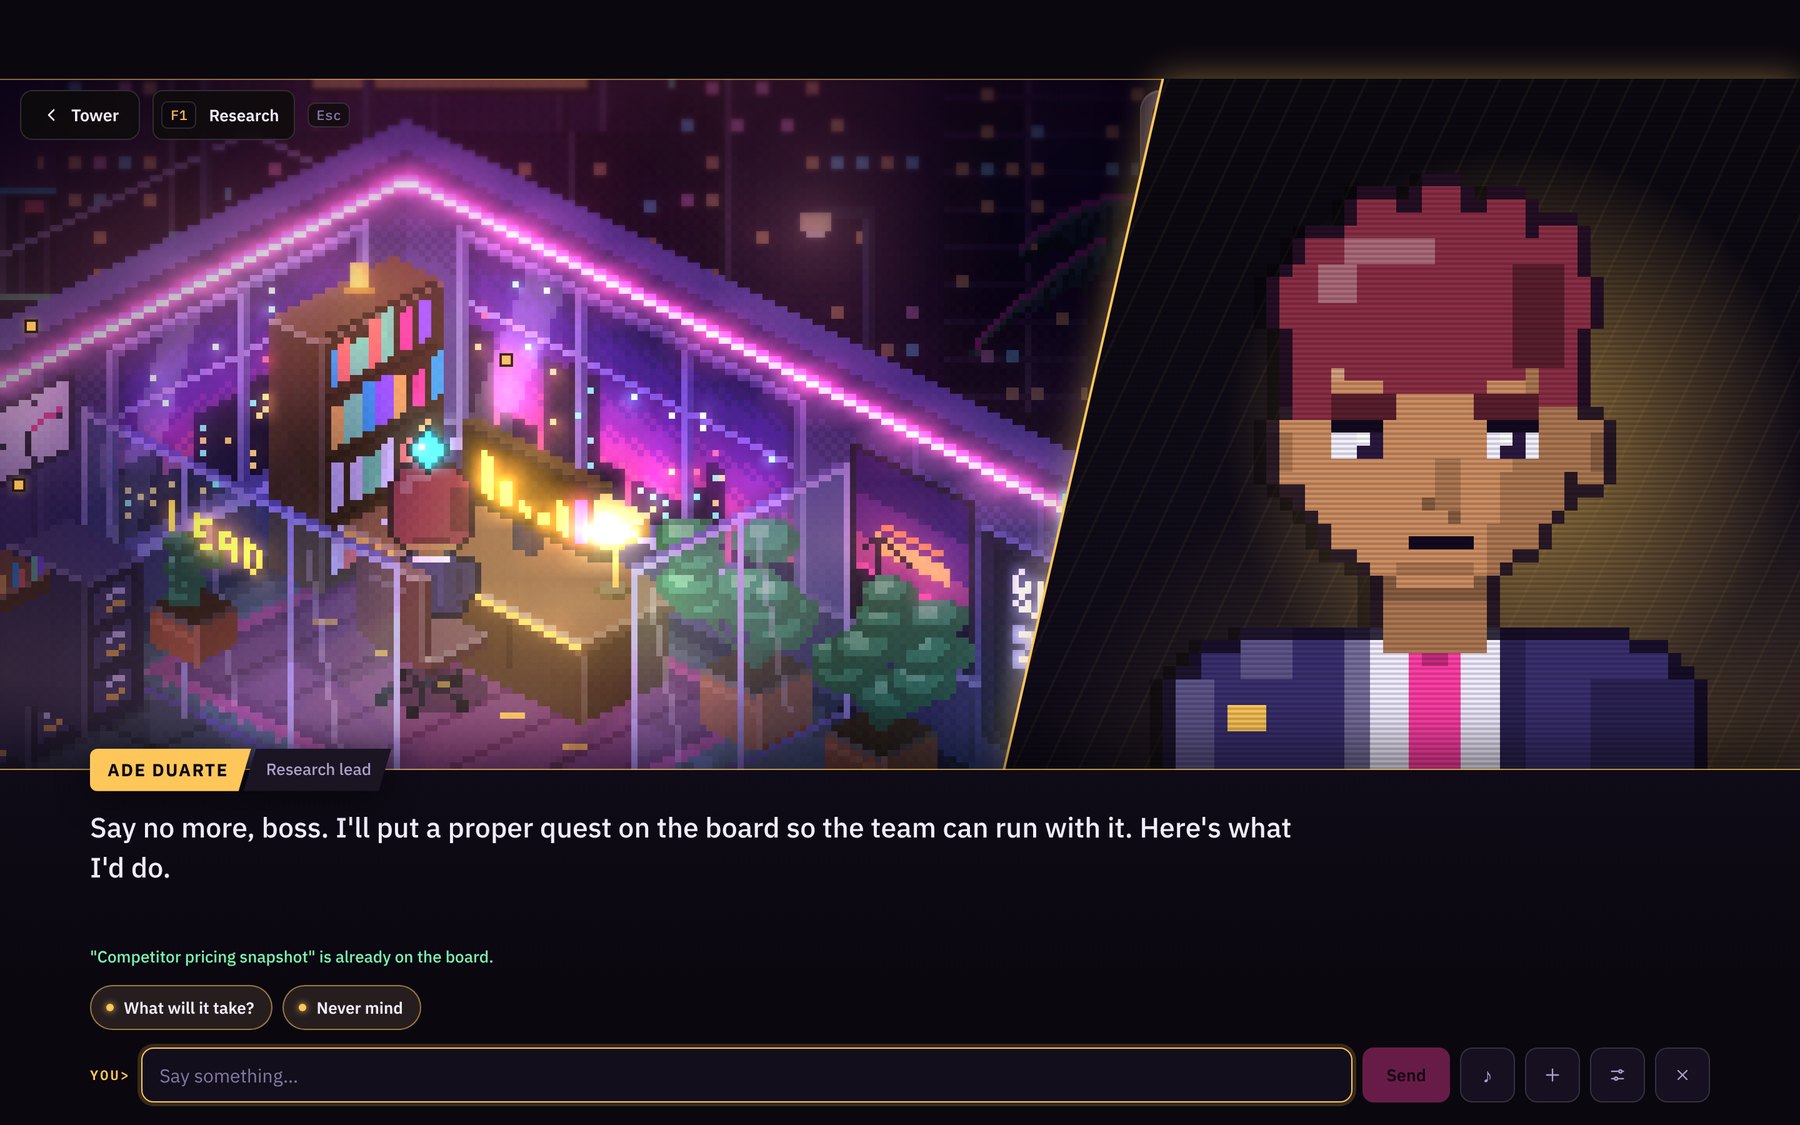 Tower
F1 Research
Esc
ADE DUARTE
Research lead
Say no more, boss. I'll put a proper quest on the board so the team can run with it. Here's what
I'd do.
"Competitor pricing snapshot" is already on the board.
What will it take?
Never mind
YOU>
Say something...
Send